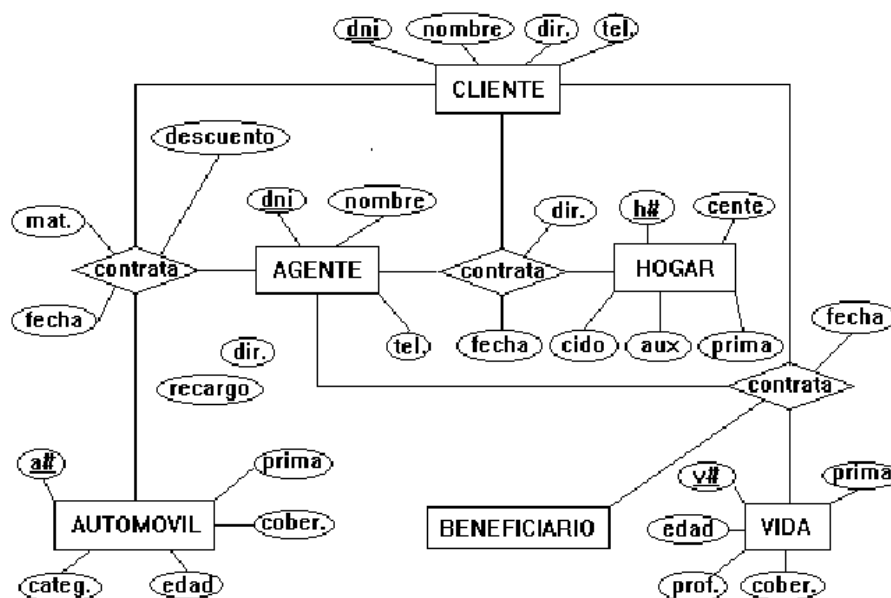 dni nombre dir. tel.
CLIENTE
descuento
dni nombre
mat.
dir. h# cente.
contrata AGENTE contrata HOGAR
fecha
tel. fecha cido aux prima
fecha
dir.
recargo
contrata
a# prima
v# prima
AUTOMOVIL cober. BENEFICIARIO edad VIDA
categ. edad prof. cober.